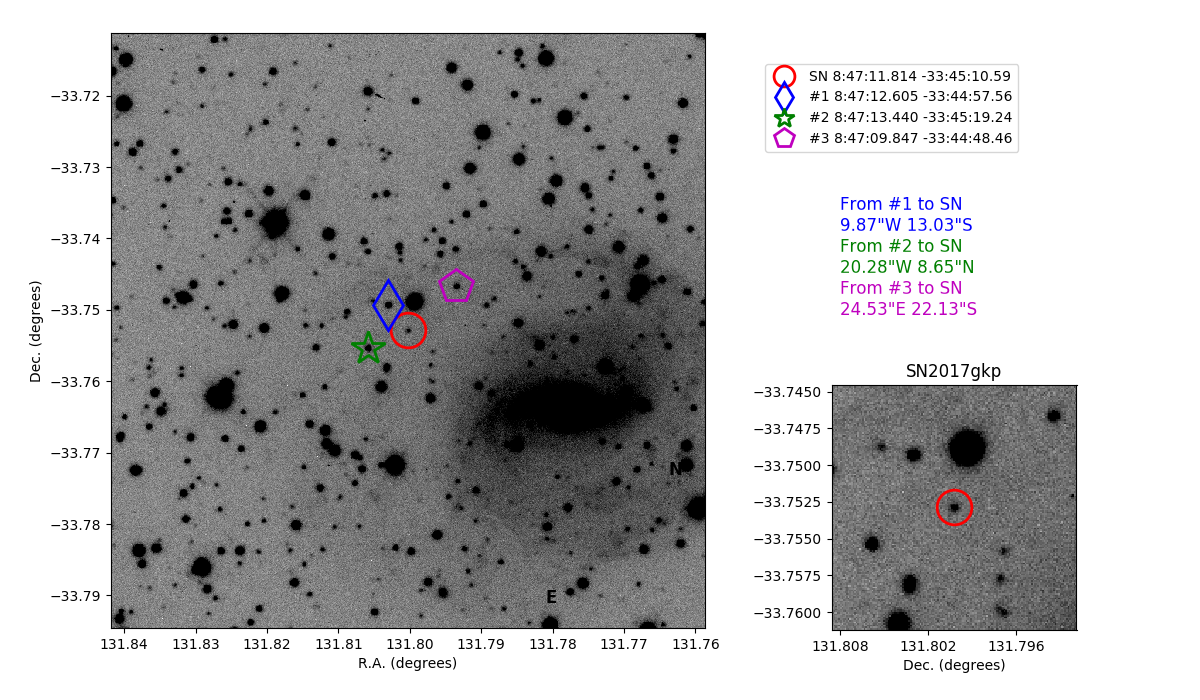 SN 8:47:11.814 -33:45:10.59
#1 8:47:12.605 -33:44:57.56
#2 8:47:13.440 -33:45:19.24
#3 8:47:09.847 -33:44:48.46
From #1 to SN
9.87"W 13.03"S
From #2 to SN
20.28"W 8.65"N
From #3 to SN
24.53"E 22.13"S
Dec. (degrees)
−33.72
−33.73
−33.74
−33.75
−33.76
−33.77
−33.78
−33.79
N
E
131.84 131.83 131.82 131.81 131.80 131.79 131.78 131.77 131.76
R.A. (degrees)
SN2017gkp
−33.7450
−33.7475
−33.7500
−33.7525
−33.7550
−33.7575
−33.7600
131.808 131.802 131.796
Dec. (degrees)